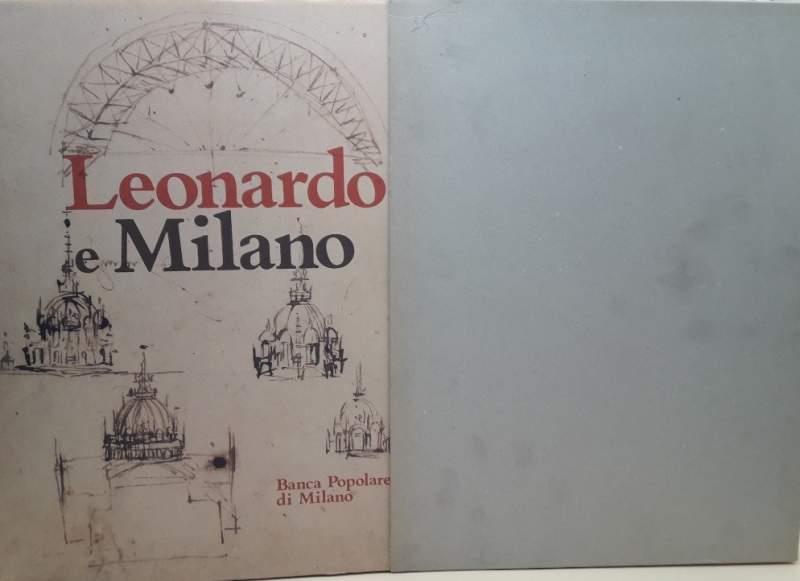 Leonardo
e Milano
Banca Popolare
di Milano